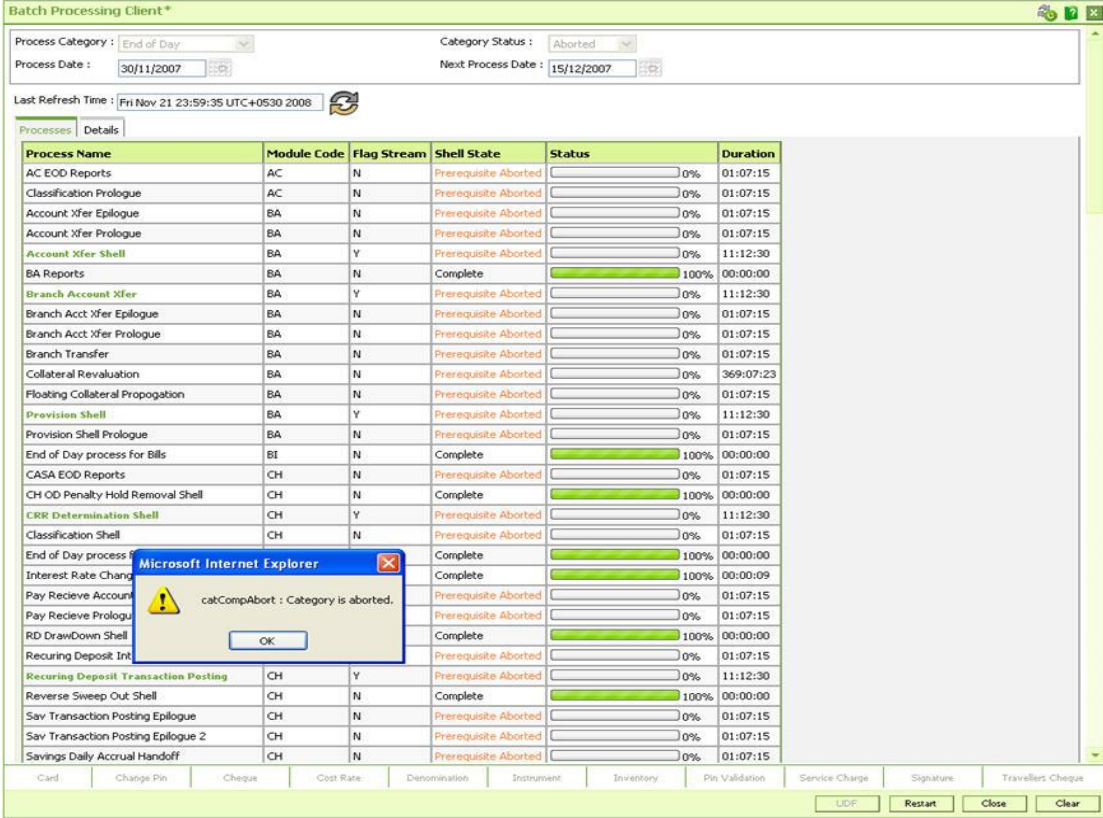 Batch Processing Client*
Process Category : End of Day Category Status : Aborted
Process Date : 30/11/2007 Next Process Date : 15/12/2007
Last Refresh Time : Fri Nov 21 23:59:35 UTC+0530 2008
Processes Details
Process Name Module Code Flag Stream Shell State Status Duration
AC EOD Reports AC N Prerequisite Aborted 0% 01:07:15
Classification Prologue AC N Prerequisite Aborted 0% 01:07:15
Account Xfer Epilogue BA N Prerequisite Aborted 0% 01:07:15
Account Xfer Prologue BA N Prerequisite Aborted 0% 01:07:15
Account Xfer Shell BA Y Prerequisite Aborted 0% 11:12:30
BA Reports BA N Complete 100% 00:00:00
Branch Account Xfer BA Y Prerequisite Aborted 0% 11:12:30
Branch Acct Xfer Epilogue BA N Prerequisite Aborted 0% 01:07:15
Branch Acct Xfer Prologue BA N Prerequisite Aborted 0% 01:07:15
Branch Transfer BA N Prerequisite Aborted 0% 01:07:15
Collateral Revaluation BA N Prerequisite Aborted 0% 369:07:23
Floating Collateral Propogation BA N Prerequisite Aborted 0% 01:07:15
Provision Shell BA Y Prerequisite Aborted 0% 11:12:30
Provision Shell Prologue BA N Prerequisite Aborted 0% 01:07:15
End of Day process for Bills BI N Complete 100% 00:00:00
CASA EOD Reports CH N Prerequisite Aborted 0% 01:07:15
CH OD Penalty Hold Removal Shell CH N Complete 100% 00:00:00
CRR Determination Shell CH Y Prerequisite Aborted 0% 11:12:30
Classification Shell CH N Prerequisite Aborted 0% 01:07:15
End of Day process Complete 100% 00:00:00
Interest Rate Chang Complete 100% 00:00:09
Pay Recieve Accoun Prerequisite Aborted 0% 01:07:15
Pay Recieve Prologu Prerequisite Aborted 0% 01:07:15
RD DrawDown Shell Complete 100% 00:00:00
Recuring Deposit Int Prerequisite Aborted 0% 01:07:15
Recuring Deposit Transaction Posting CH Y Prerequisite Aborted 0% 11:12:30
Reverse Sweep Out Shell CH N Complete 100% 00:00:00
Sav Transaction Posting Epilogue CH N Prerequisite Aborted 0% 01:07:15
Sav Transaction Posting Epilogue 2 CH N Prerequisite Aborted 0% 01:07:15
Savings Daily Accrual Handoff CH N Prerequisite Aborted 0% 01:07:15
Microsoft Internet Explorer
catCompAbort : Category is aborted.
OK
Card Change Pin Cheque Cost Rate Denomination Instrument Inventory Pin Validation Service Charge Signature Travellers Cheque
UDF Restart Close Clear